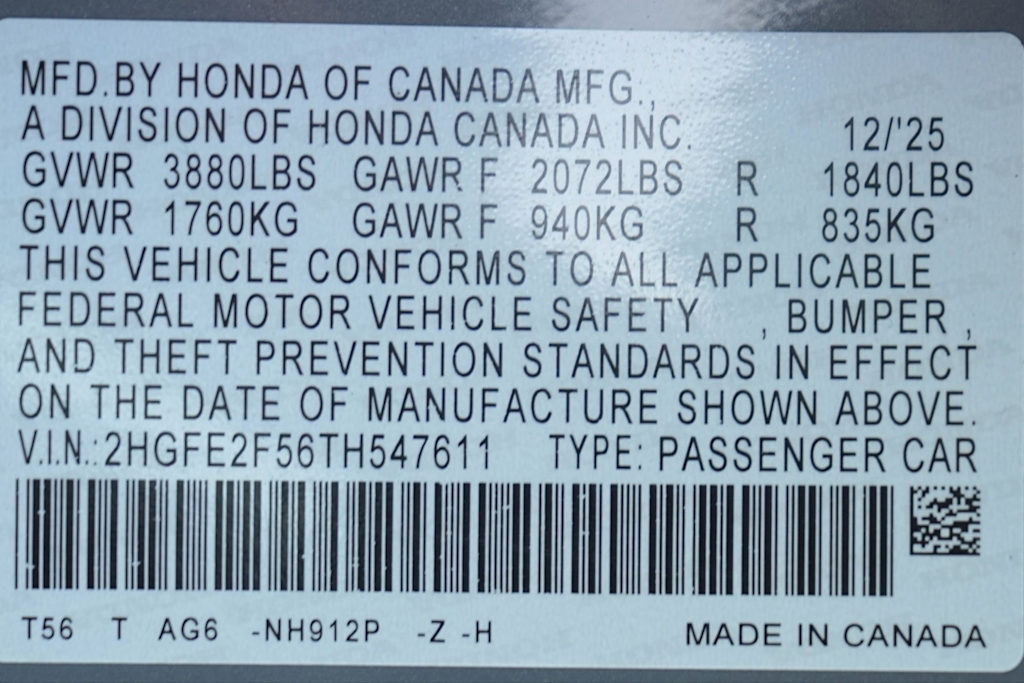 MFD.BY HONDA OF CANADA MFG.,
A DIVISION OF HONDA CANADA INC. 12/'25
GVWR 3880LBS GAWR F 2072LBS R 1840LBS
GVWR 1760KG GAWR F 940KG R 835KG
THIS VEHICLE CONFORMS TO ALL APPLICABLE
FEDERAL MOTOR VEHICLE SAFETY , BUMPER ,
AND THEFT PREVENTION STANDARDS IN EFFECT
ON THE DATE OF MANUFACTURE SHOWN ABOVE.
V.I.N.:2HGFE2F56TH547611 TYPE: PASSENGER CAR
T56 T AG6 -NH912P -Z -H MADE IN CANADA